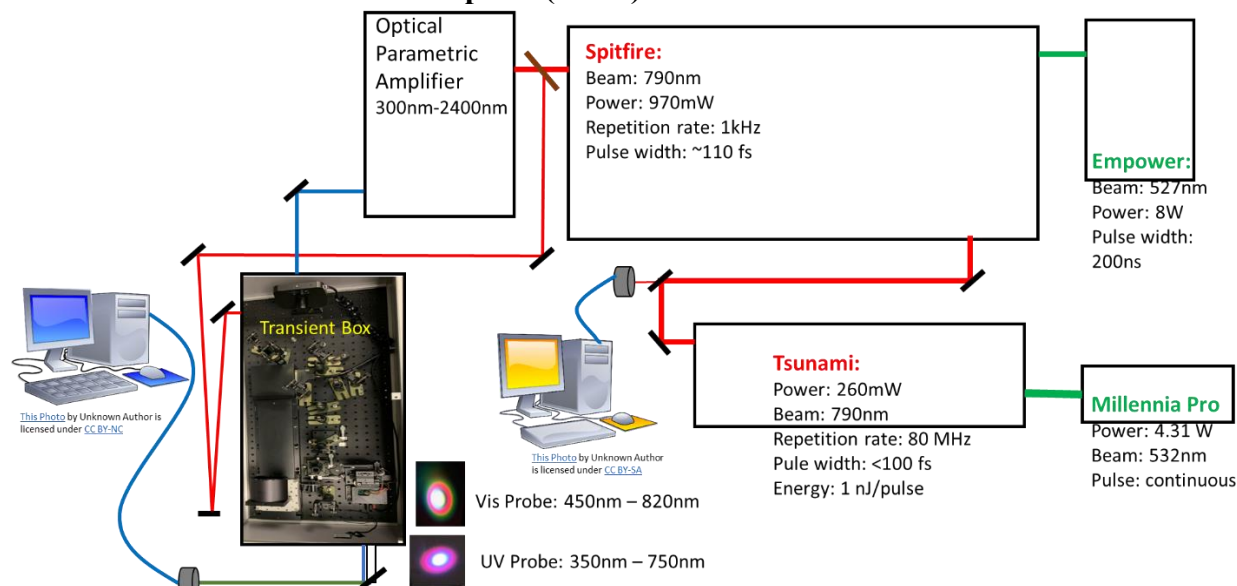 Optical
Parametric
Amplifier
300nm-2400nm
Spitfire:
Beam: 790nm
Power: 970mW
Repetition rate: 1kHz
Pulse width: ~110 fs
Empower:
Beam: 527nm
Power: 8W
Pulse width:
200ns
Transient Box
This Photo by Unknown Author is
licensed under CC BY-NC
This Photo by Unknown Author
is licensed under CC BY-SA
Tsunami:
Power: 260mW
Beam: 790nm
Repetition rate: 80 MHz
Pule width: <100 fs
Energy: 1 nJ/pulse
Millennia Pro
Power: 4.31 W
Beam: 532nm
Pulse: continuous
Vis Probe: 450nm – 820nm
UV Probe: 350nm – 750nm